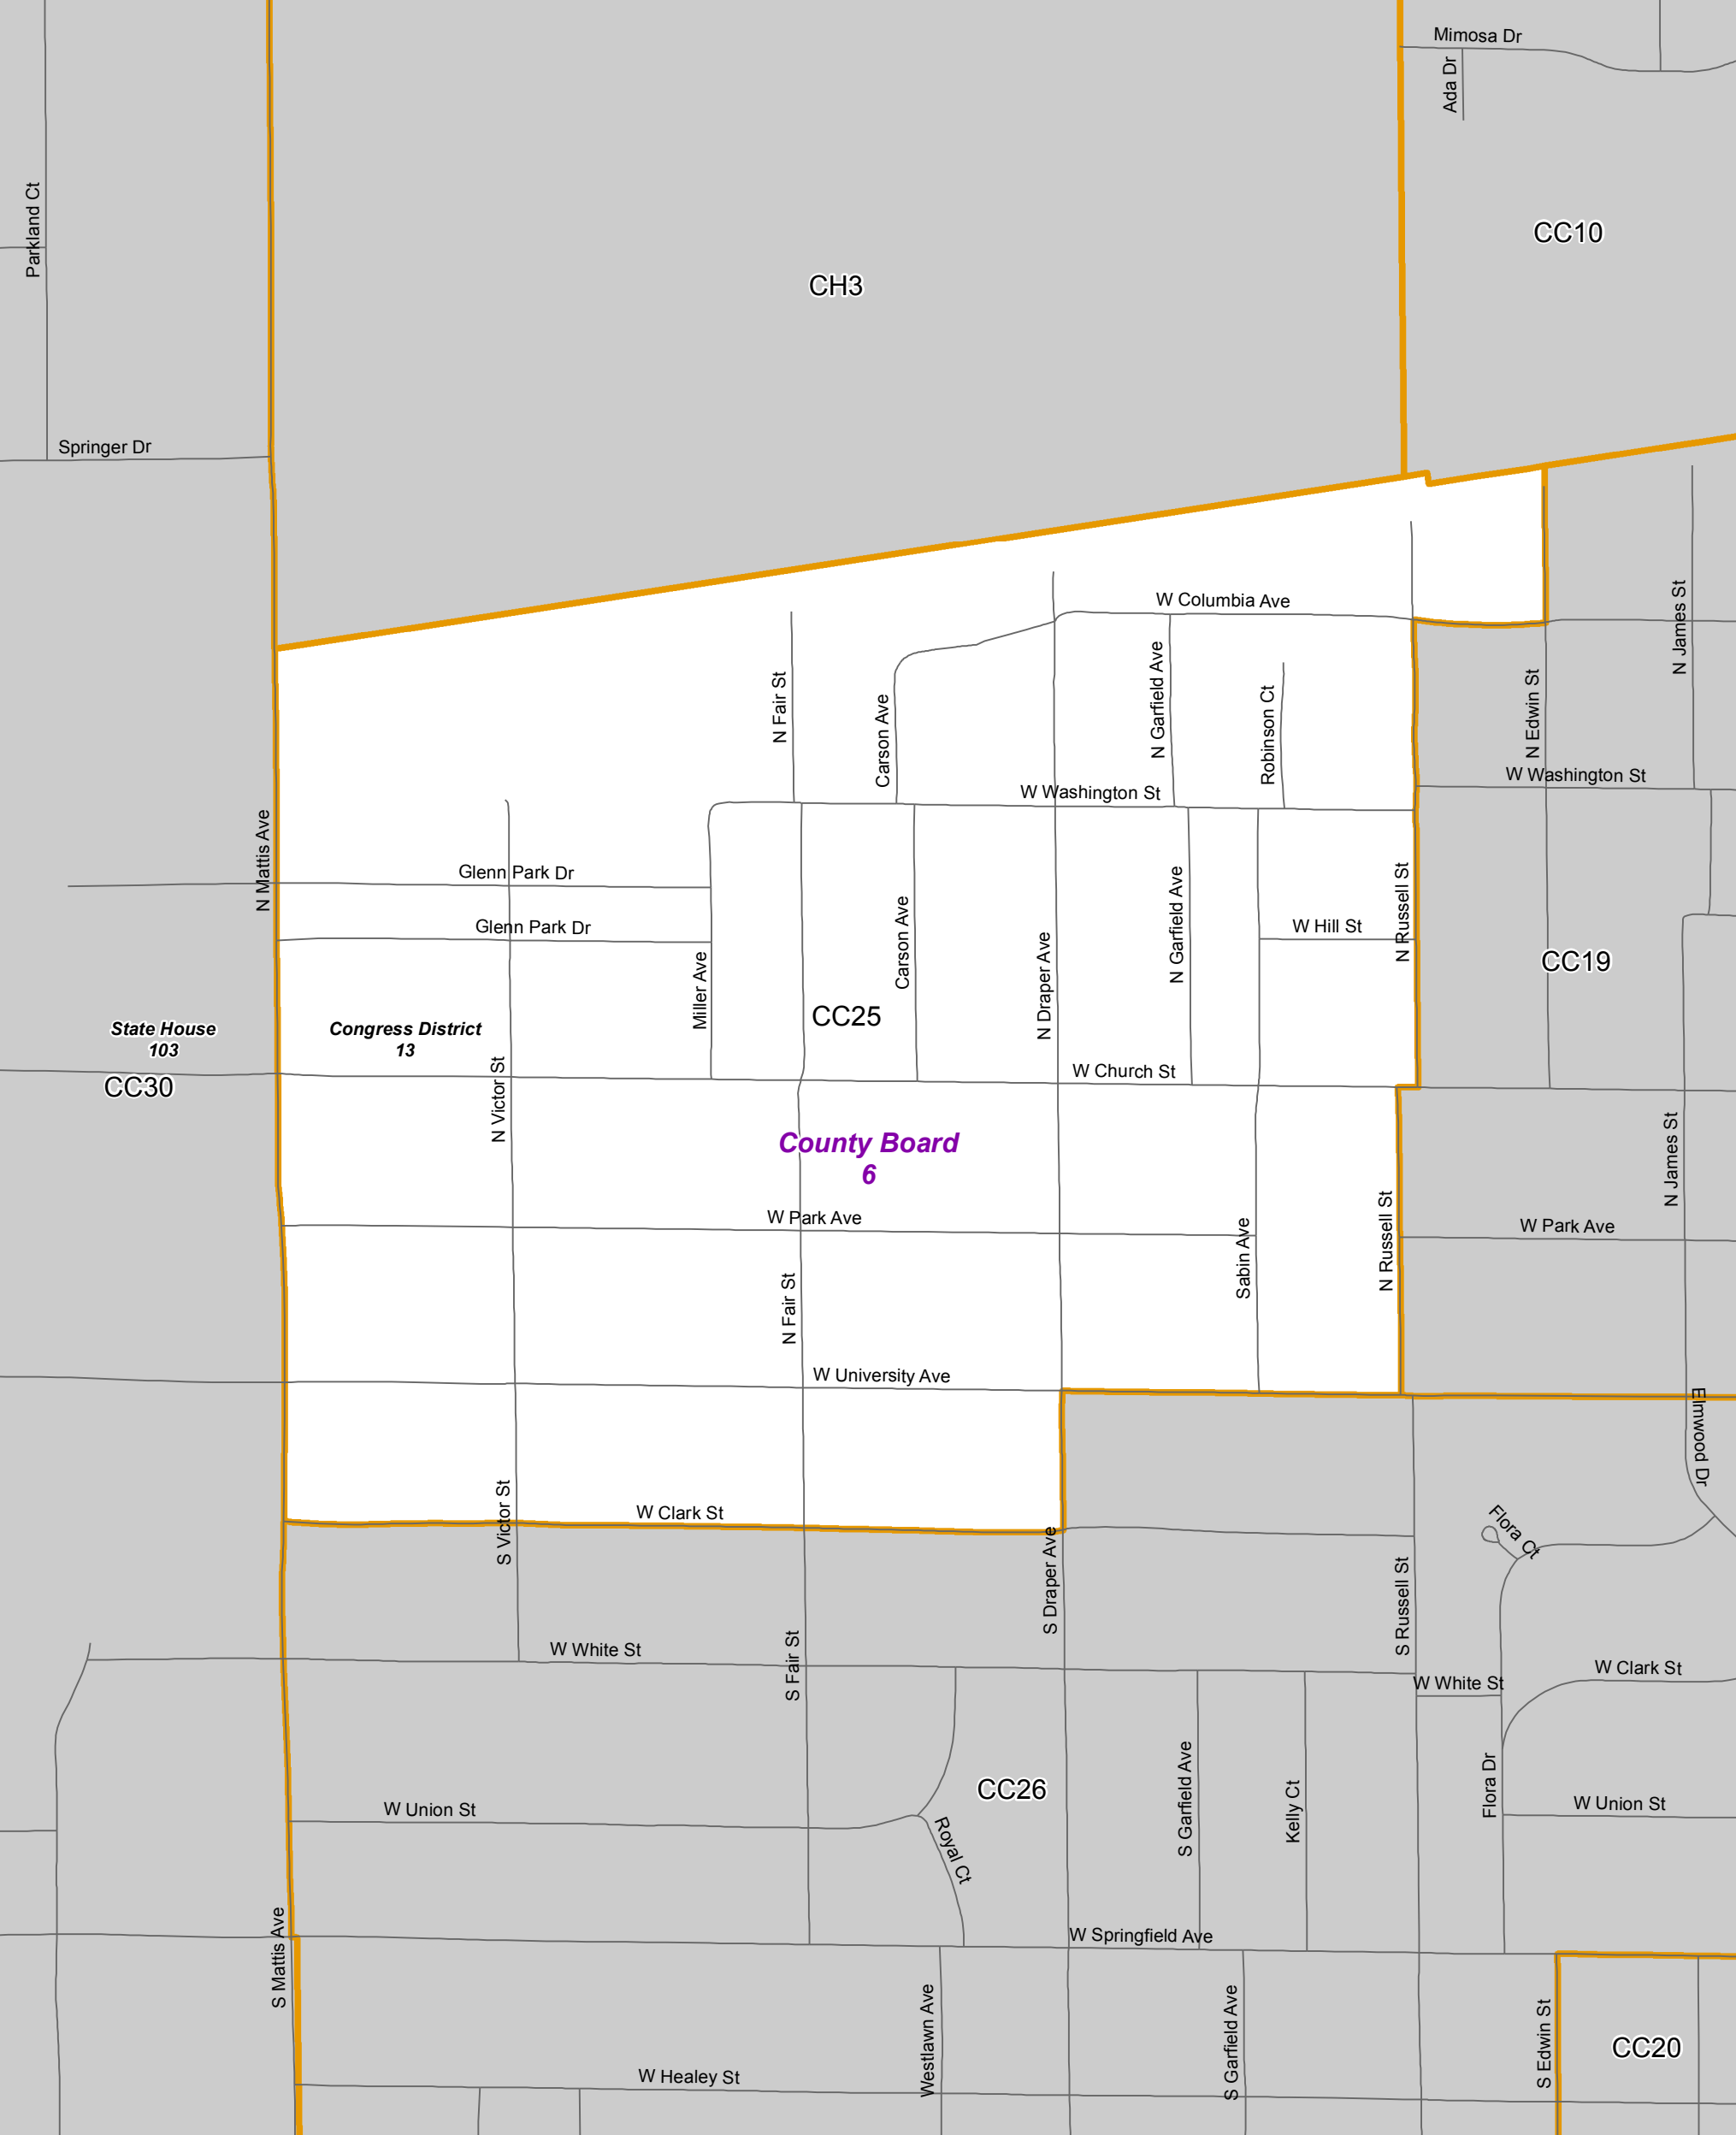 Mimosa Dr
Ada Dr
Parkland Ct
CC10
CH3
Springer Dr
W Columbia Ave
N James St
N Fair St
Carson Ave
N Garfield Ave
Robinson Ct
N Edwin St
W Washington St
W Washington St
N Mattis Ave
Glenn Park Dr
Glenn Park Dr
Miller Ave
Carson Ave
N Draper Ave
N Garfield Ave
W Hill St
N Russell St
CC19
CC25
State House
103
Congress District
13
CC30
N Victor St
W Church St
County Board
6
N James St
W Park Ave
Sabin Ave
N Russell St
W Park Ave
N Fair St
W University Ave
Elmwood Dr
S Victor St
W Clark St
S Draper Ave
Flora Ct
S Russell St
W White St
S Fair St
W Clark St
W White St
CC26
S Garfield Ave
Kelly Ct
Flora Dr
W Union St
W Union St
Royal Ct
S Mattis Ave
W Springfield Ave
Westlawn Ave
S Garfield Ave
S Edwin St
CC20
W Healey St